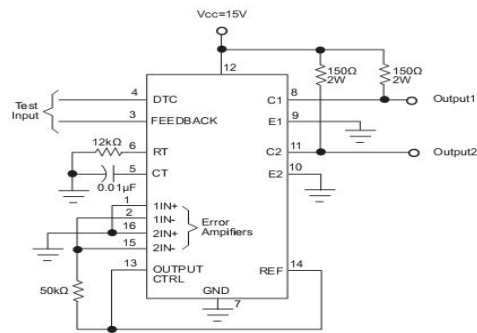 Vcc=15V
12
150Ω
2W
150Ω
2W
Test
Input
4
DTC
C1
8
Output1
3
FEEDBACK
E1
9
12kΩ
6
RT
C2
11
Output2
5
CT
E2
10
0.01µF
1
1IN+
2
1IN-
16
2IN+
15
2IN-
Error
Ampifiers
13
OUTPUT
CTRL
REF
14
50kΩ
GND
7